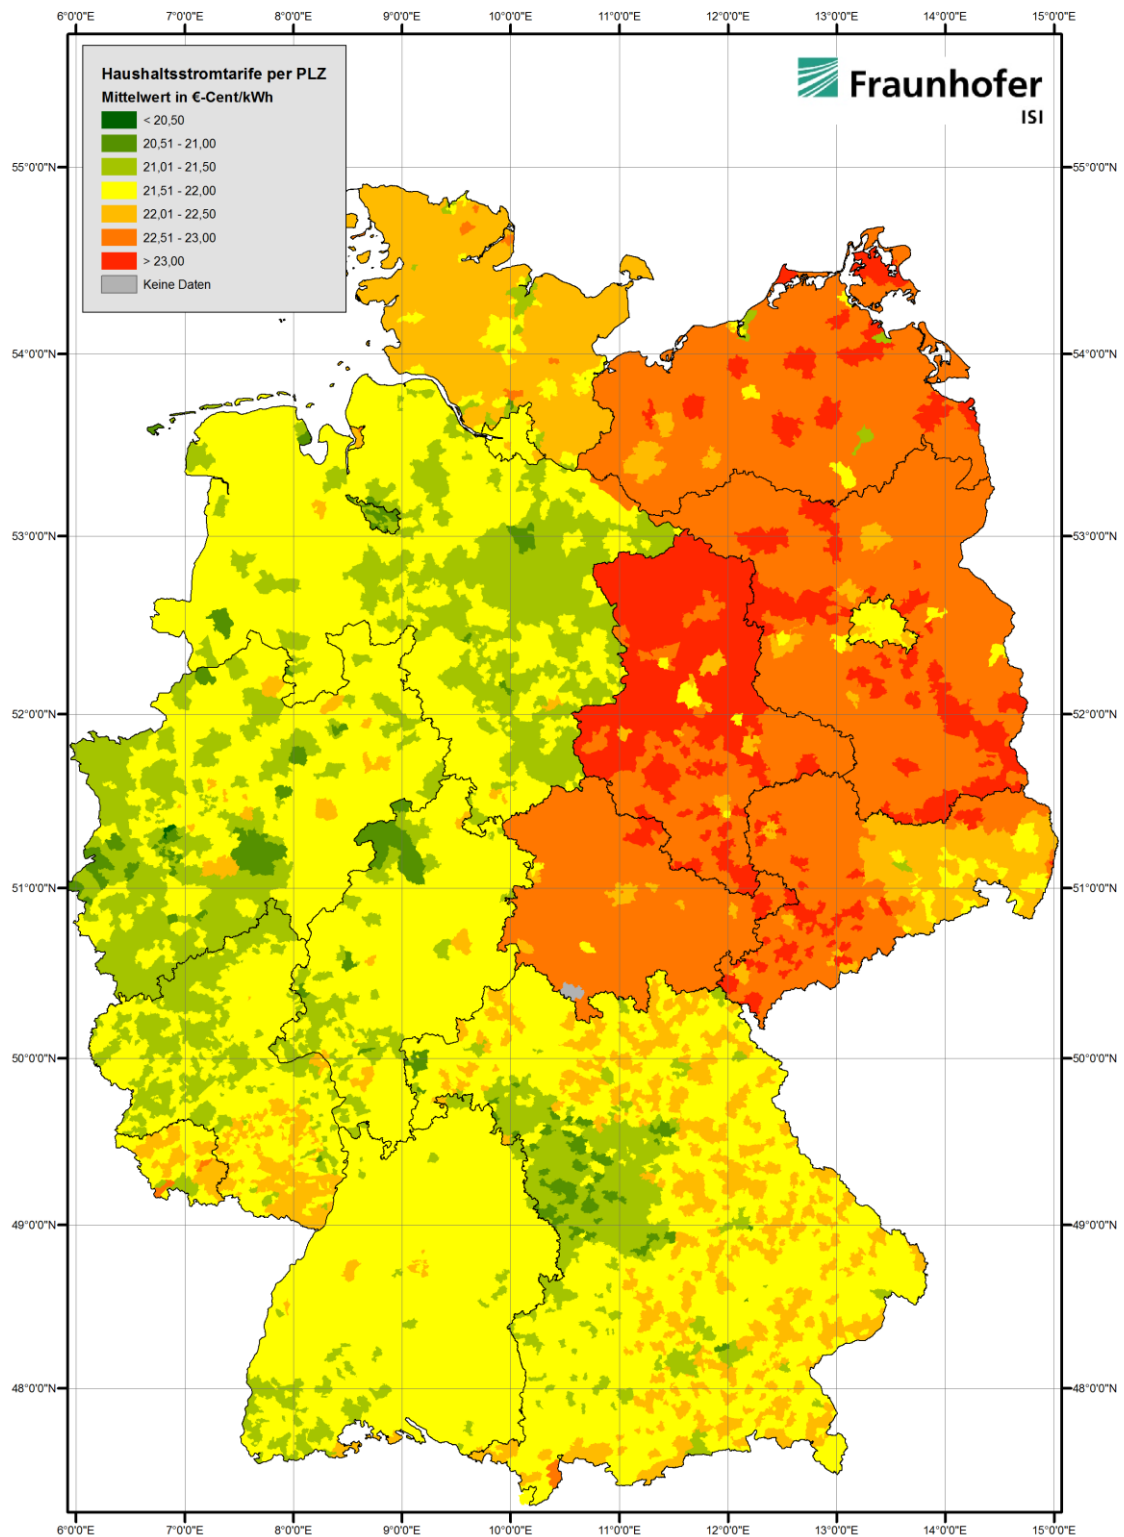 6°0'0"E 7°0'0"E 8°0'0"E 9°0'0"E 10°0'0"E 11°0'0"E 12°0'0"E 13°0'0"E 14°0'0"E 15°0'0"E
Haushaltsstromtarife per PLZ
Mittelwert in €-Cent/kWh
< 20,50
20,51 - 21,00
21,01 - 21,50
21,51 - 22,00
22,01 - 22,50
22,51 - 23,00
> 23,00
Keine Daten
Fraunhofer
ISI
55°0'0"N 55°0'0"N
54°0'0"N 54°0'0"N
53°0'0"N 53°0'0"N
52°0'0"N 52°0'0"N
51°0'0"N 51°0'0"N
50°0'0"N 50°0'0"N
49°0'0"N 49°0'0"N
48°0'0"N 48°0'0"N
6°0'0"E 7°0'0"E 8°0'0"E 9°0'0"E 10°0'0"E 11°0'0"E 12°0'0"E 13°0'0"E 14°0'0"E 15°0'0"E